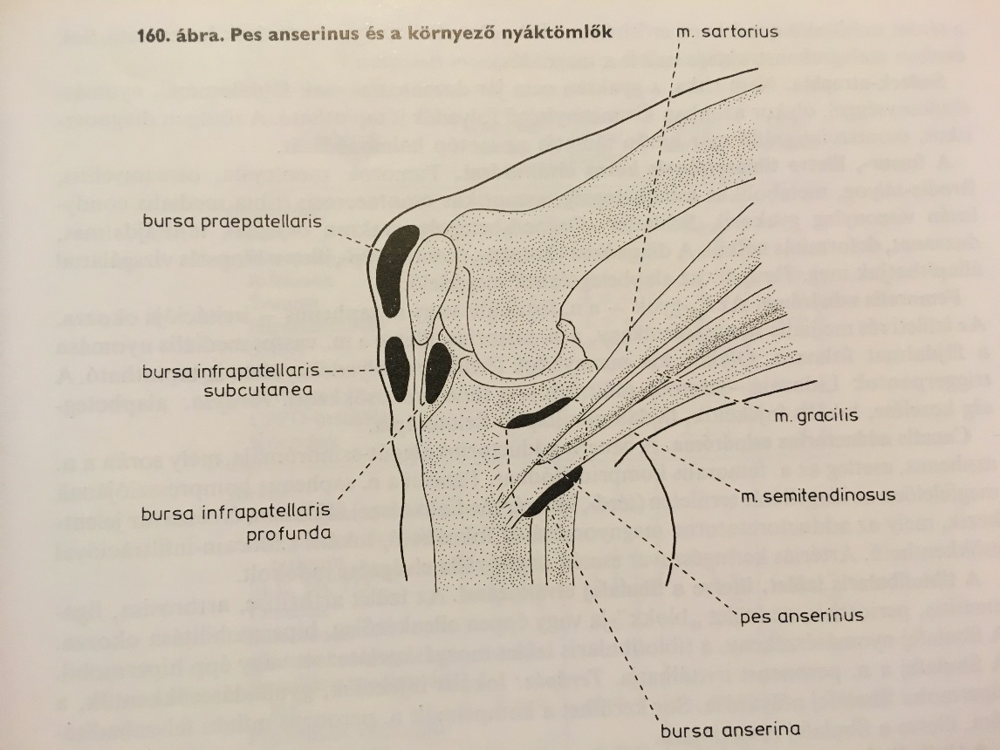 160. ábra. Pes anserinus és a környező nyáktömlők
m. sartorius
bursa praepatellaris
bursa infrapatellaris
subcutanea
m. gracilis
bursa infrapatellaris
profunda
m. semitendinosus
pes anserinus
bursa anserina